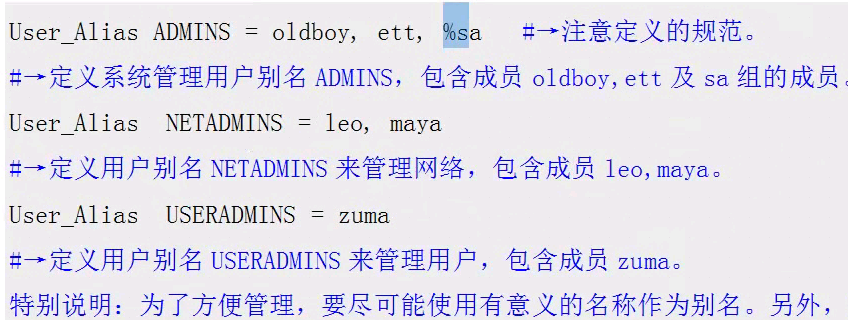 User_Alias ADMINS = oldboy, ett, %sa   #→注意定义的规范。
#→定义系统管理用户别名 ADMINS，包含成员 oldboy,ett 及 sa 组的成员。
User_Alias  NETADMINS = leo, maya
#→定义用户别名 NETADMINS 来管理网络，包含成员 leo,maya。
User_Alias  USERADMINS = zuma
#→定义用户别名 USERADMINS 来管理用户，包含成员 zuma。
特别说明：为了方便管理，要尽可能使用有意义的名称作为别名。另外，